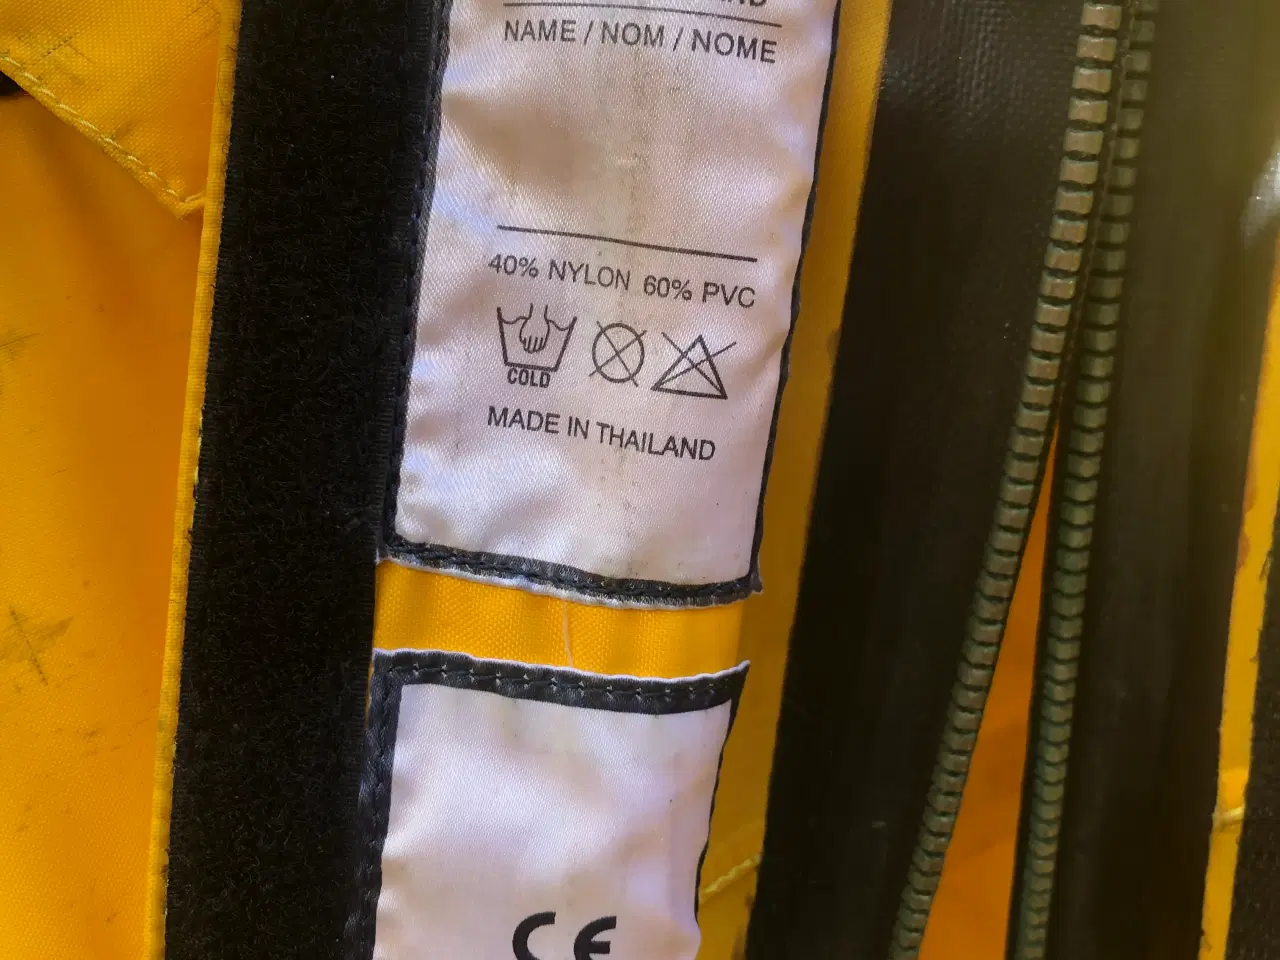 NAME / NOM / NOME
40% NYLON 60% PVC
COLD
MADE IN THAILAND
CE